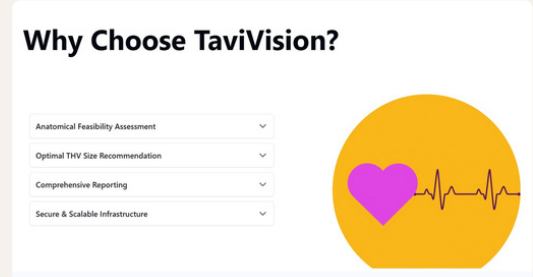 Why Choose TaviVision?
Anatomical Feasibility Assessment
Optimal THV Size Recommendation
Comprehensive Reporting
Secure & Scalable Infrastructure